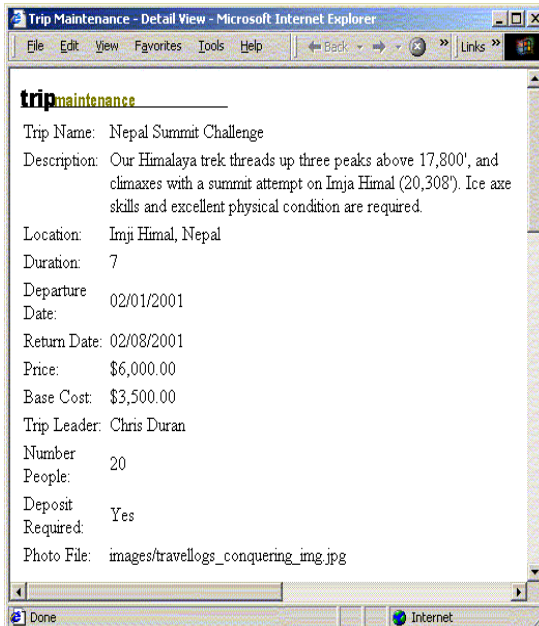 Trip Maintenance - Detail View - Microsoft Internet Explorer
File Edit View Favorites Tools Help Back Links
tripmaintenance
Trip Name: Nepal Summit Challenge
Description: Our Himalaya trek threads up three peaks above 17,800', and
climaxes with a summit attempt on Imja Himal (20,308'). Ice axe
skills and excellent physical condition are required.
Location: Imji Himal, Nepal
Duration: 7
Departure
Date: 02/01/2001
Return Date: 02/08/2001
Price: $6,000.00
Base Cost: $3,500.00
Trip Leader: Chris Duran
Number
People: 20
Deposit
Required: Yes
Photo File: images/travellogs_conquering_img.jpg
Done Internet